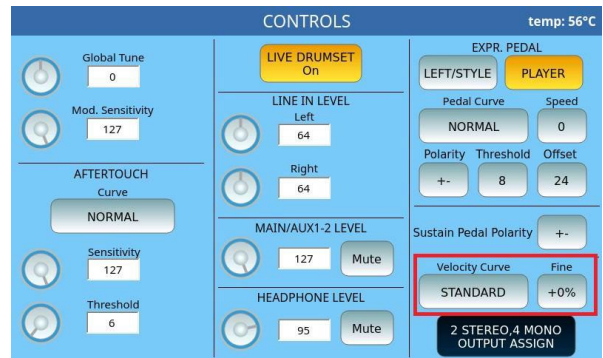 CONTROLS
temp: 56°C
Global Tune
0
Mod. Sensitivity
127
AFTERTOUCH
Curve
NORMAL
Sensitivity
127
Threshold
6
LIVE DRUMSET
On
LINE IN LEVEL
Left
64
Right
64
MAIN/AUX1-2 LEVEL
127 Mute
HEADPHONE LEVEL
95 Mute
EXPR. PEDAL
LEFT/STYLE PLAYER
Pedal Curve Speed
NORMAL 0
Polarity Threshold Offset
+- 8 24
Sustain Pedal Polarity +-
Velocity Curve Fine
STANDARD +0%
2 STEREO,4 MONO
OUTPUT ASSIGN